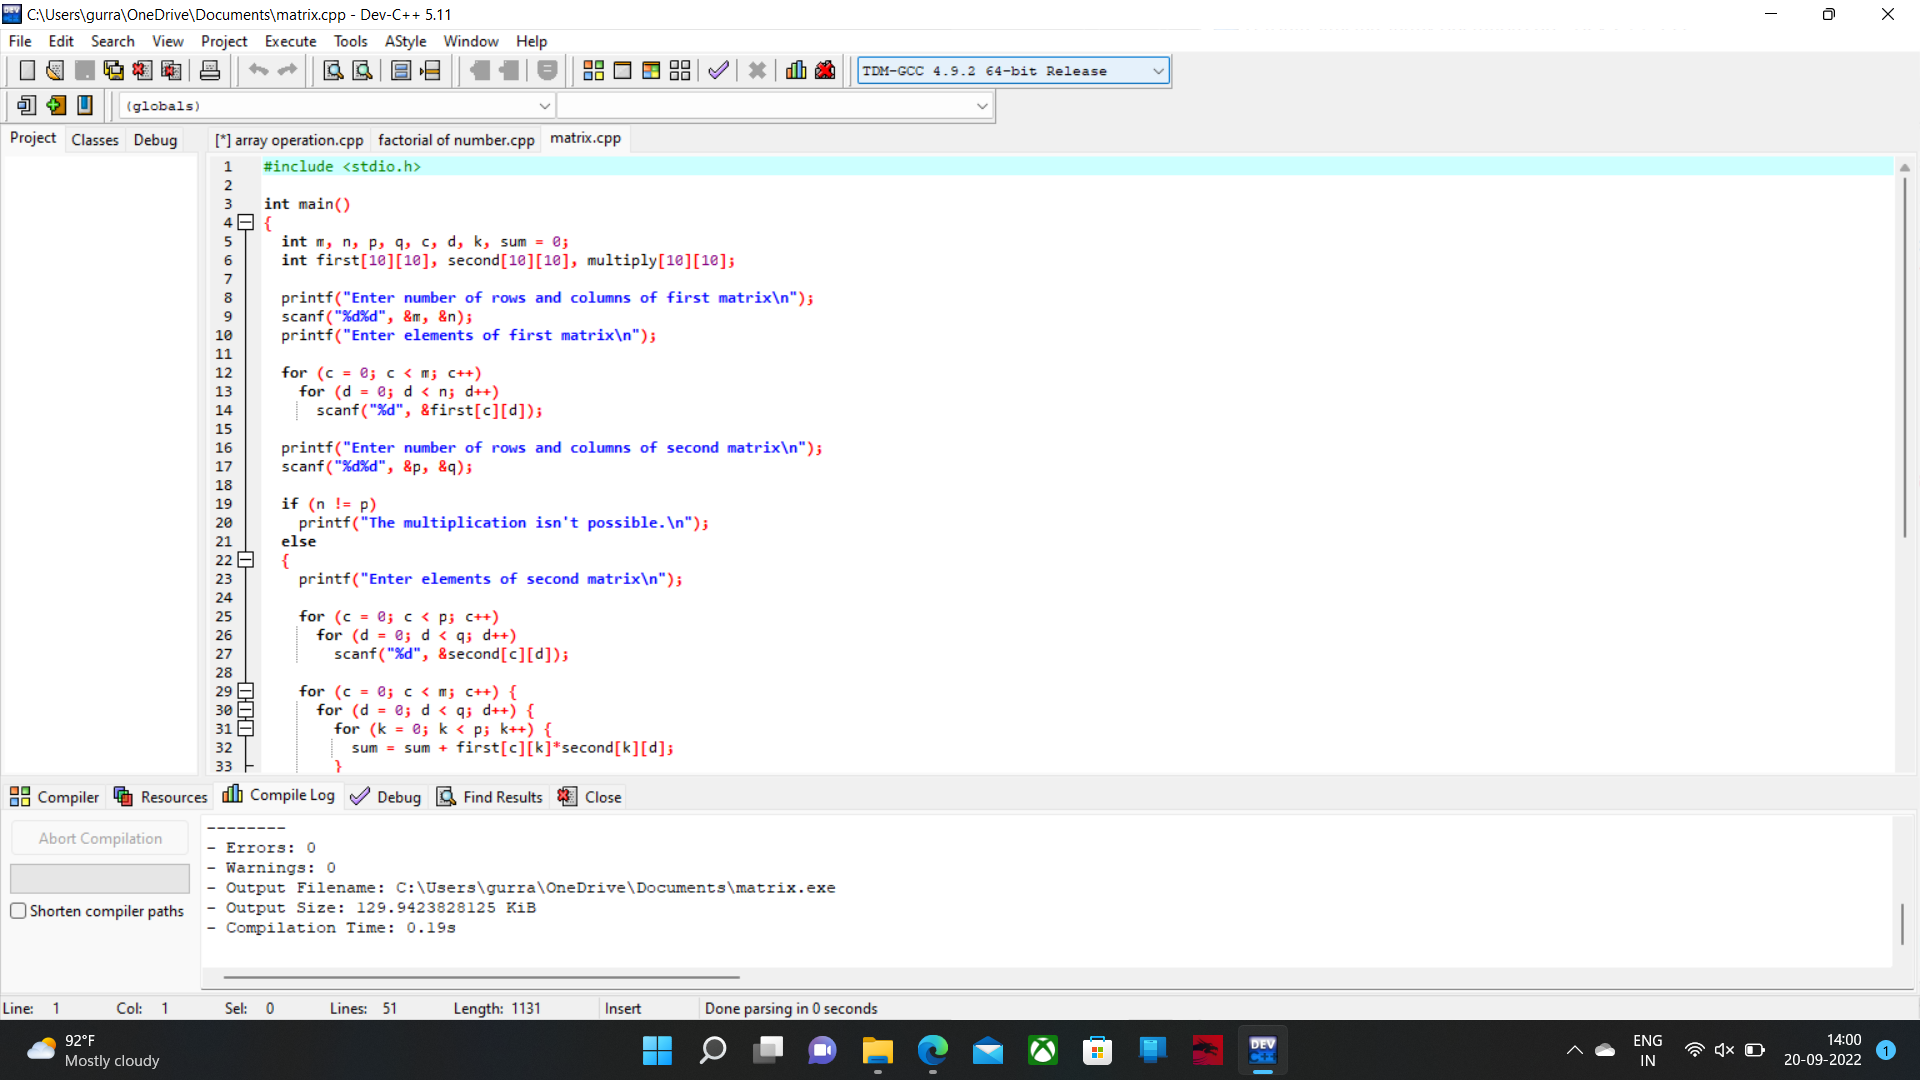 C:\Users\gurra\OneDrive\Documents\matrix.cpp - Dev-C++ 5.11
File Edit Search View Project Execute Tools AStyle Window Help
TDM-GCC 4.9.2 64-bit Release
(globals)
Project Classes Debug [*] array operation.cpp factorial of number.cpp matrix.cpp
1 #include <stdio.h>
2
3 int main()
4 {
5 int m, n, p, q, c, d, k, sum = 0;
6 int first[10][10], second[10][10], multiply[10][10];
7
8 printf("Enter number of rows and columns of first matrix\n");
9 scanf("%d%d", &m, &n);
10 printf("Enter elements of first matrix\n");
11
12 for (c = 0; c < m; c++)
13 for (d = 0; d < n; d++)
14 scanf("%d", &first[c][d]);
15
16 printf("Enter number of rows and columns of second matrix\n");
17 scanf("%d%d", &p, &q);
18
19 if (n != p)
20 printf("The multiplication isn't possible.\n");
21 else
22 {
23 printf("Enter elements of second matrix\n");
24
25 for (c = 0; c < p; c++)
26 for (d = 0; d < q; d++)
27 scanf("%d", &second[c][d]);
28
29 for (c = 0; c < m; c++) {
30 for (d = 0; d < q; d++) {
31 for (k = 0; k < p; k++) {
32 sum = sum + first[c][k]*second[k][d];
33 }
Compiler Resources Compile Log Debug Find Results Close
Abort Compilation
Shorten compiler paths
--------
- Errors: 0
- Warnings: 0
- Output Filename: C:\Users\gurra\OneDrive\Documents\matrix.exe
- Output Size: 129.9423828125 KiB
- Compilation Time: 0.19s
Line: 1 Col: 1 Sel: 0 Lines: 51 Length: 1131 Insert Done parsing in 0 seconds
92°F
Mostly cloudy
DEV
C++
ENG
IN
14:00
20-09-2022
1